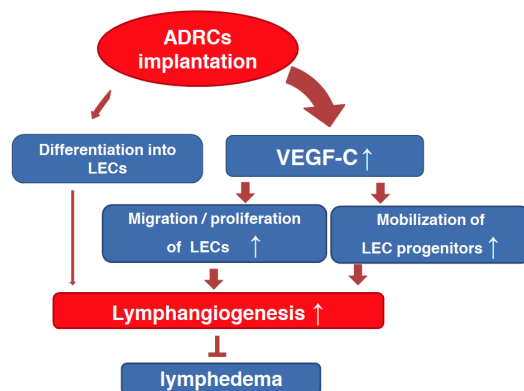 ADRCs
implantation
Differentiation into
LECs
VEGF-C ↑
Migration / proliferation
of LECs ↑
Mobilization of
LEC progenitors ↑
Lymphangiogenesis ↑
lymphedema